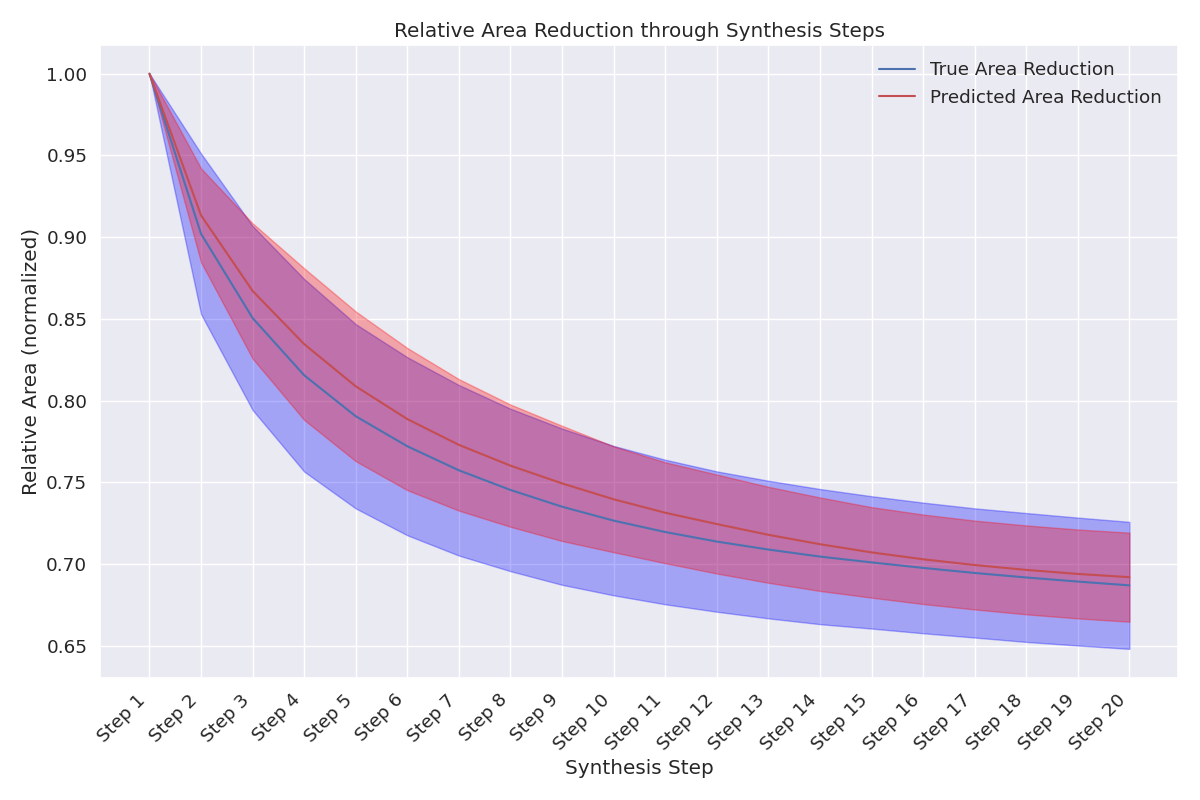 Relative Area Reduction through Synthesis Steps
True Area Reduction
Predicted Area Reduction
Relative Area (normalized)
1.00
0.95
0.90
0.85
0.80
0.75
0.70
0.65
Step 1
Step 2
Step 3
Step 4
Step 5
Step 6
Step 7
Step 8
Step 9
Step 10
Step 11
Step 12
Step 13
Step 14
Step 15
Step 16
Step 17
Step 18
Step 19
Step 20
Synthesis Step